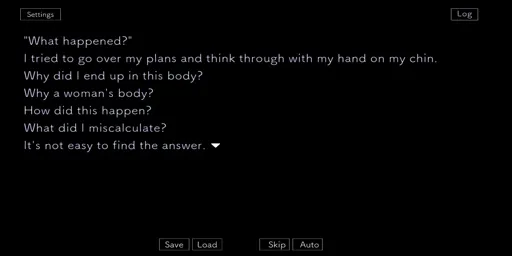 Settings
Log
"What happened?"
I tried to go over my plans and think through with my hand on my chin.
Why did I end up in this body?
Why a woman's body?
How did this happen?
What did I miscalculate?
It's not easy to find the answer.
Save Load Skip Auto